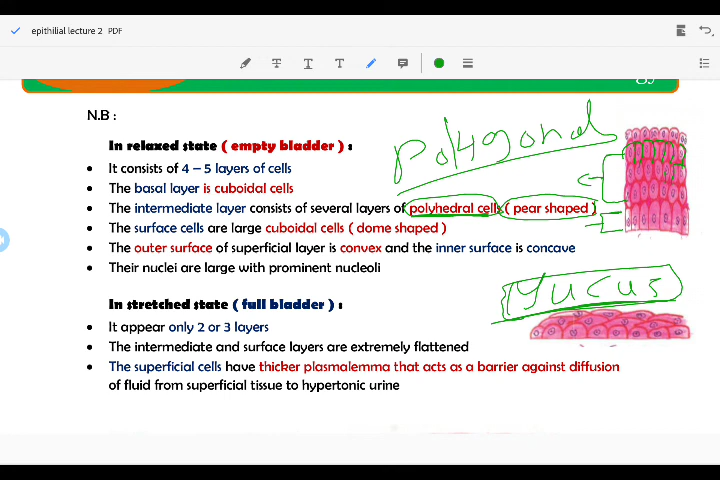 epithilial lecture 2 PDF
N.B :
In relaxed state ( empty bladder ) :
It consists of 4 – 5 layers of cells
The basal layer is cuboidal cells
The intermediate layer consists of several layers of polyhedral cells ( pear shaped )
The surface cells are large cuboidal cells ( dome shaped )
The outer surface of superficial layer is convex and the inner surface is concave
Their nuclei are large with prominent nucleoli
polygonal
In stretched state ( full bladder ) :
Mucus
It appear only 2 or 3 layers
The intermediate and surface layers are extremely flattened
The superficial cells have thicker plasmalemma that acts as a barrier against diffusion
of fluid from superficial tissue to hypertonic urine